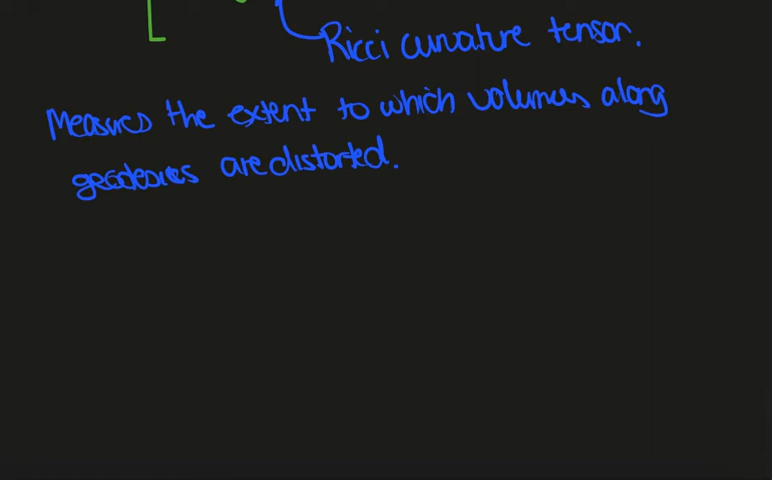 Ricci curvature tensor.
Measures the extent to which volumes along
geodesics are distorted.